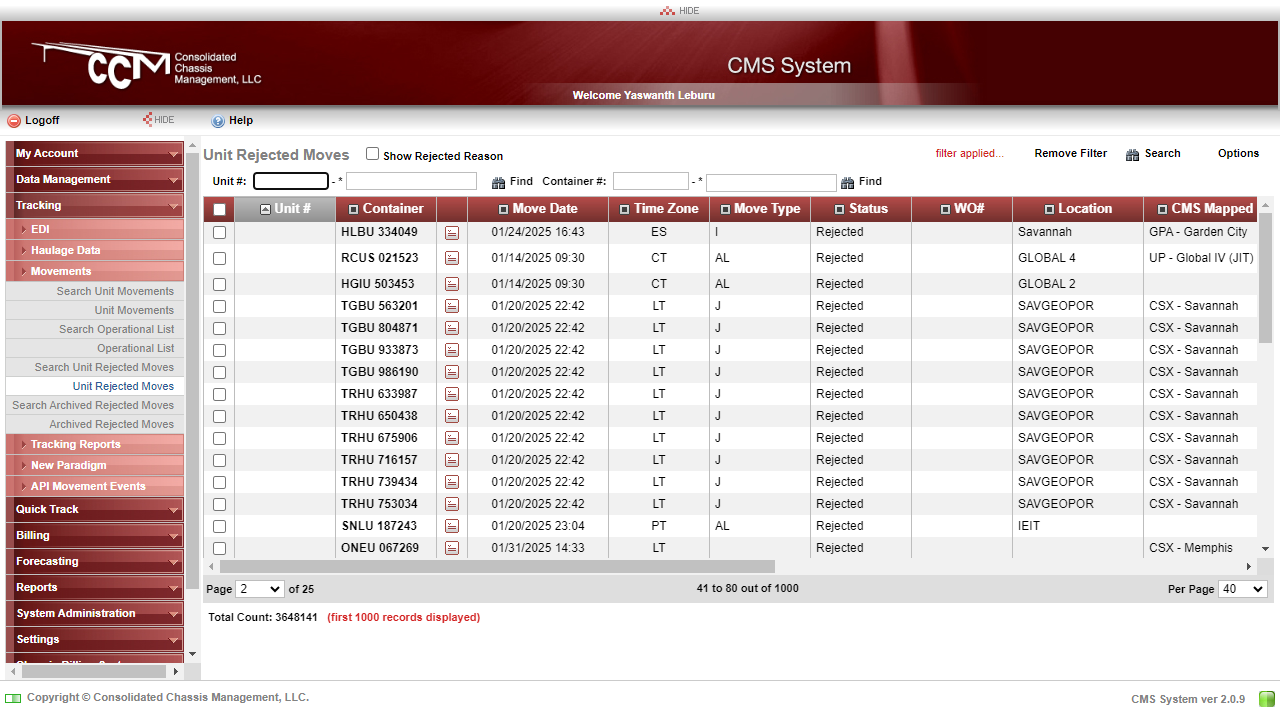 HIDE
CCM Consolidated Chassis Management, LLC
CMS System
Welcome Yaswanth Leburu
Logoff
HIDE
Help
My Account
Data Management
Tracking
EDI
Haulage Data
Movements
Search Unit Movements
Unit Movements
Search Operational List
Operational List
Search Unit Rejected Moves
Unit Rejected Moves
Search Archived Rejected Moves
Archived Rejected Moves
Tracking Reports
New Paradigm
API Movement Events
Quick Track
Billing
Forecasting
Reports
System Administration
Settings
Unit Rejected Moves Show Rejected Reason filter applied... Remove Filter Search Options
Unit #: - * Find Container #: - * Find
Unit # Container Move Date Time Zone Move Type Status WO# Location CMS Mapped
HLBU 334049 01/24/2025 16:43 ES I Rejected Savannah GPA - Garden City
RCUS 021523 01/14/2025 09:30 CT AL Rejected GLOBAL 4 UP - Global IV (JIT)
HGIU 503453 01/14/2025 09:30 CT AL Rejected GLOBAL 2
TGBU 563201 01/20/2025 22:42 LT J Rejected SAVGEOPOR CSX - Savannah
TGBU 804871 01/20/2025 22:42 LT J Rejected SAVGEOPOR CSX - Savannah
TGBU 933873 01/20/2025 22:42 LT J Rejected SAVGEOPOR CSX - Savannah
TGBU 986190 01/20/2025 22:42 LT J Rejected SAVGEOPOR CSX - Savannah
TRHU 633987 01/20/2025 22:42 LT J Rejected SAVGEOPOR CSX - Savannah
TRHU 650438 01/20/2025 22:42 LT J Rejected SAVGEOPOR CSX - Savannah
TRHU 675906 01/20/2025 22:42 LT J Rejected SAVGEOPOR CSX - Savannah
TRHU 716157 01/20/2025 22:42 LT J Rejected SAVGEOPOR CSX - Savannah
TRHU 739434 01/20/2025 22:42 LT J Rejected SAVGEOPOR CSX - Savannah
TRHU 753034 01/20/2025 22:42 LT J Rejected SAVGEOPOR CSX - Savannah
SNLU 187243 01/20/2025 23:04 PT AL Rejected IEIT
ONEU 067269 01/31/2025 14:33 LT Rejected CSX - Memphis
Page 2 of 25 41 to 80 out of 1000 Per Page 40
Total Count: 3648141 (first 1000 records displayed)
Copyright © Consolidated Chassis Management, LLC.
CMS System ver 2.0.9